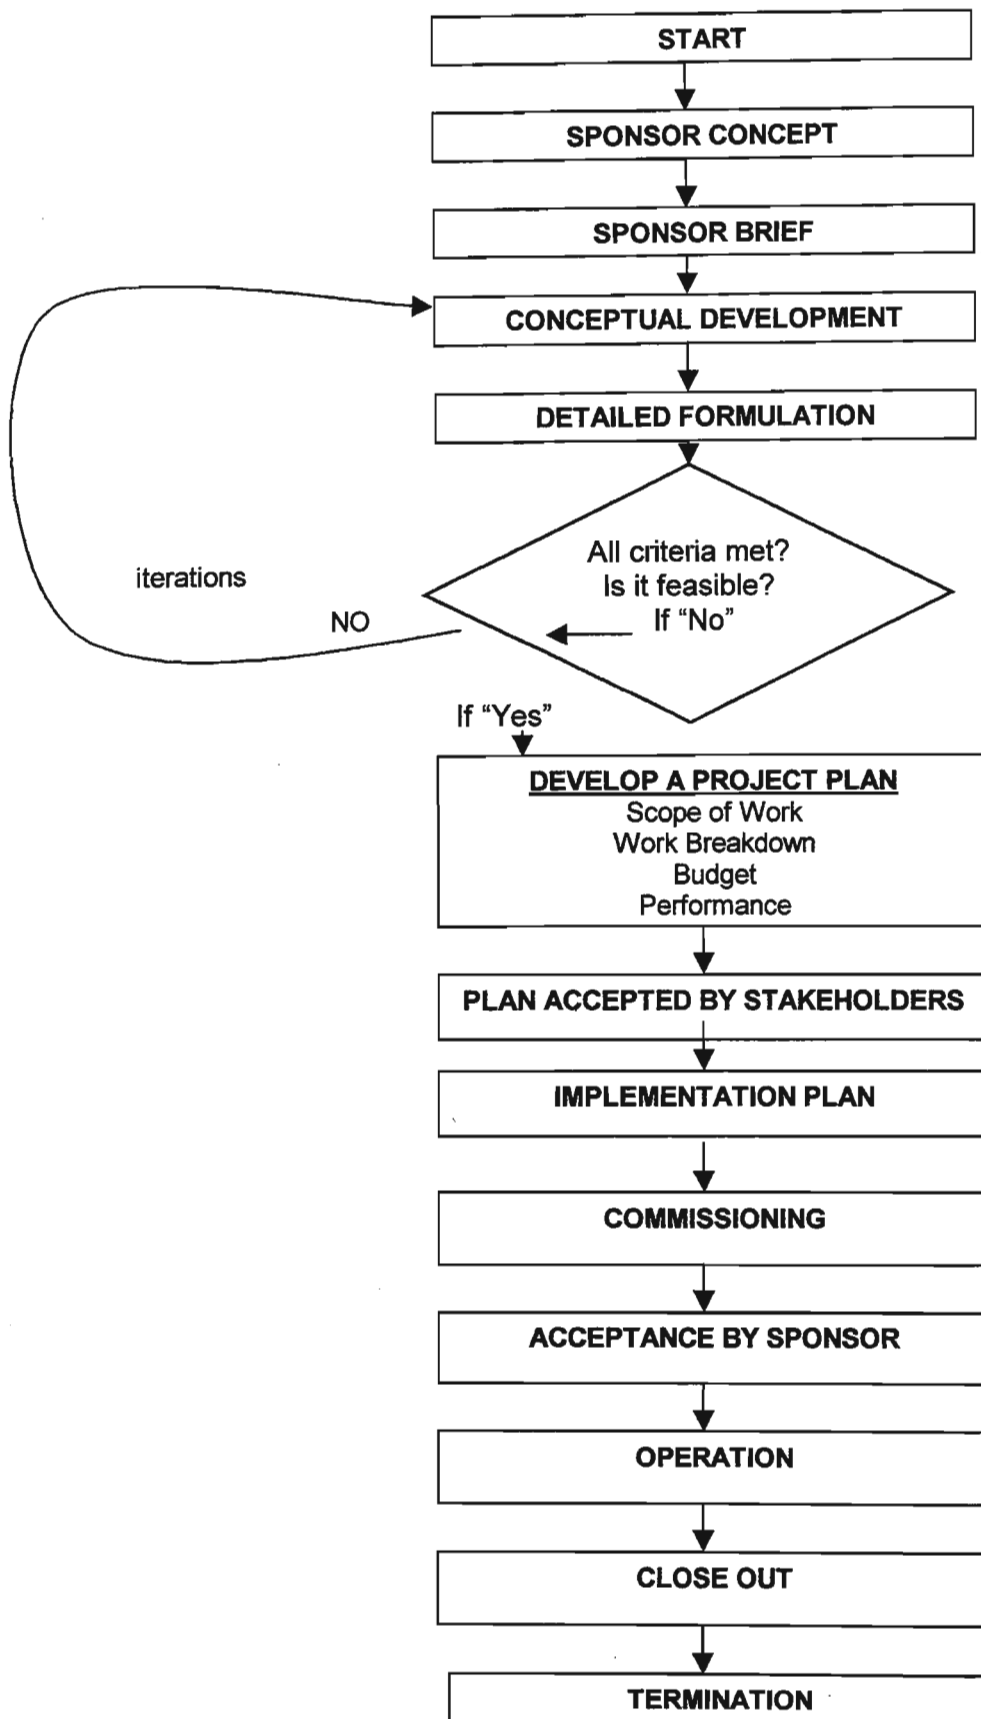 START
SPONSOR CONCEPT
SPONSOR BRIEF
CONCEPTUAL DEVELOPMENT
DETAILED FORMULATION
All criteria met?
Is it feasible?
If “No”
iterations
NO
If “Yes”
DEVELOP A PROJECT PLAN
Scope of Work
Work Breakdown
Budget
Performance
PLAN ACCEPTED BY STAKEHOLDERS
IMPLEMENTATION PLAN
COMMISSIONING
ACCEPTANCE BY SPONSOR
OPERATION
CLOSE OUT
TERMINATION